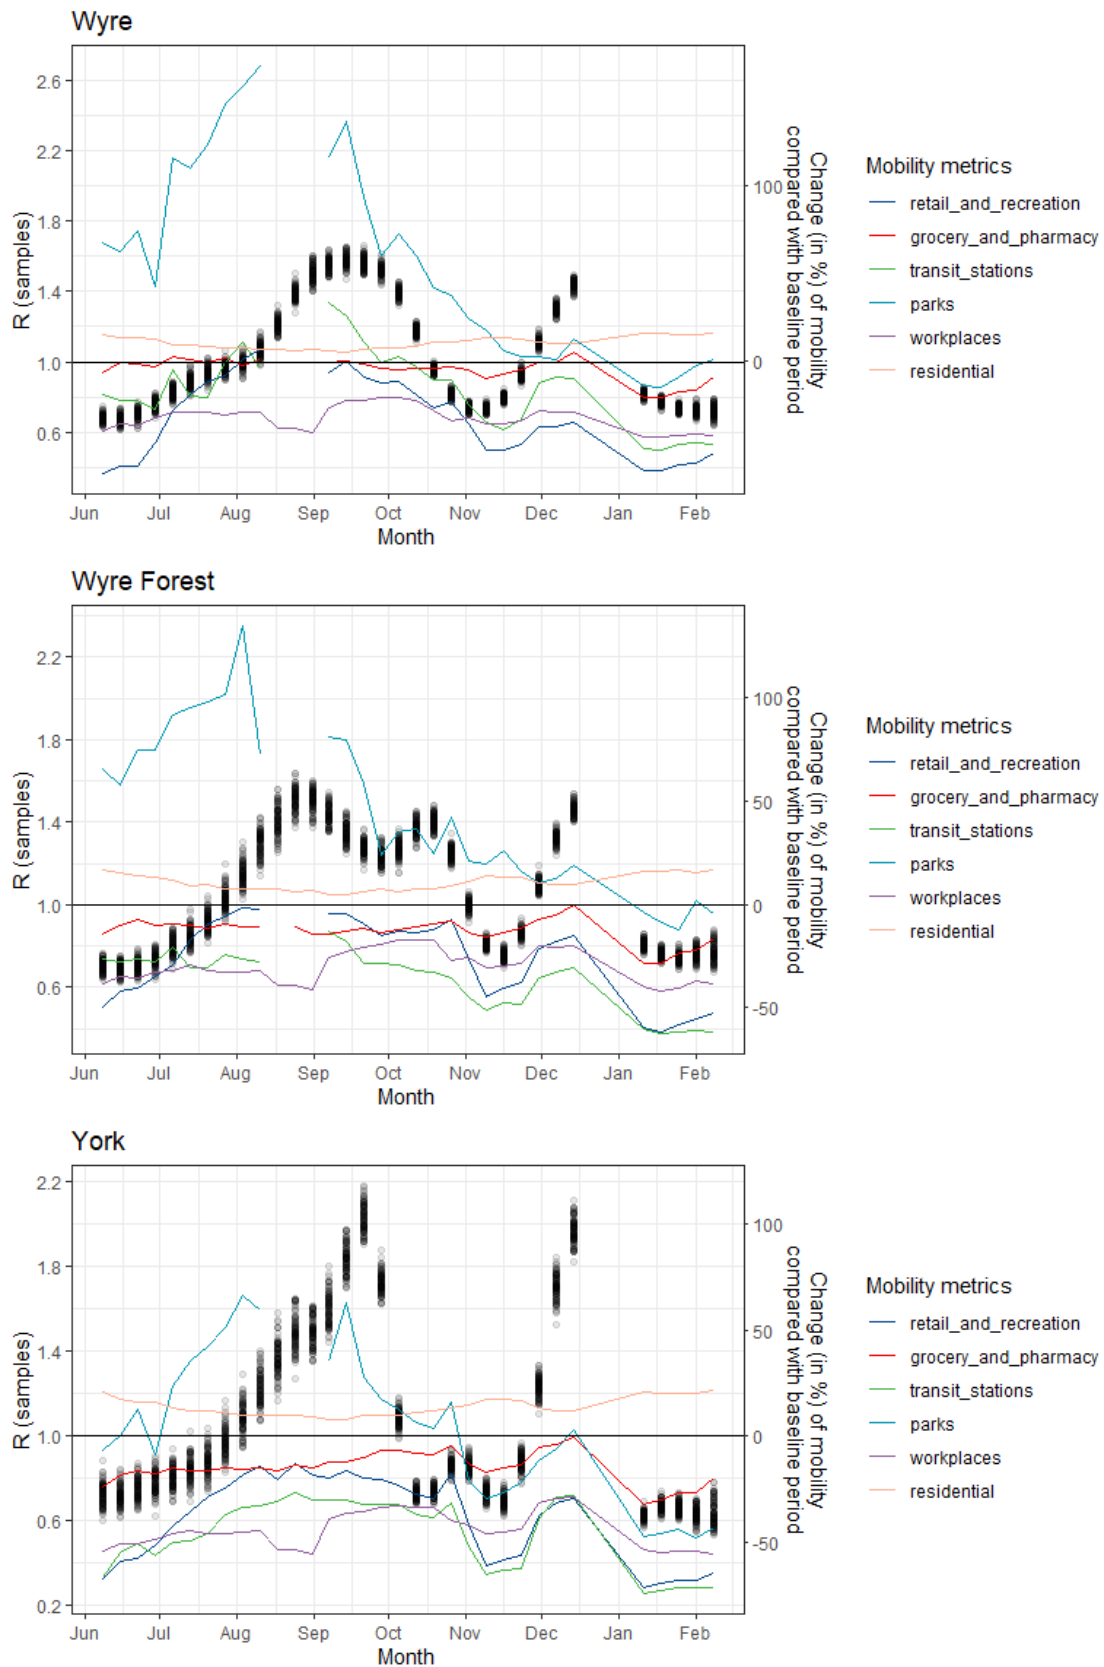 Wyre
2.6
2.2
1.8
1.4
1.0
0.6
R (samples)
100
0
Change (in %) of mobility
compared with baseline period
Jun Jul Aug Sep Oct Nov Dec Jan Feb
Month
Mobility metrics
retail_and_recreation
grocery_and_pharmacy
transit_stations
parks
workplaces
residential
Wyre Forest
2.2
1.8
1.4
1.0
0.6
R (samples)
100
50
0
-50
Change (in %) of mobility
compared with baseline period
Jun Jul Aug Sep Oct Nov Dec Jan Feb
Month
Mobility metrics
retail_and_recreation
grocery_and_pharmacy
transit_stations
parks
workplaces
residential
York
2.2
1.8
1.4
1.0
0.6
0.2
R (samples)
100
50
0
-50
Change (in %) of mobility
compared with baseline period
Jun Jul Aug Sep Oct Nov Dec Jan Feb
Month
Mobility metrics
retail_and_recreation
grocery_and_pharmacy
transit_stations
parks
workplaces
residential